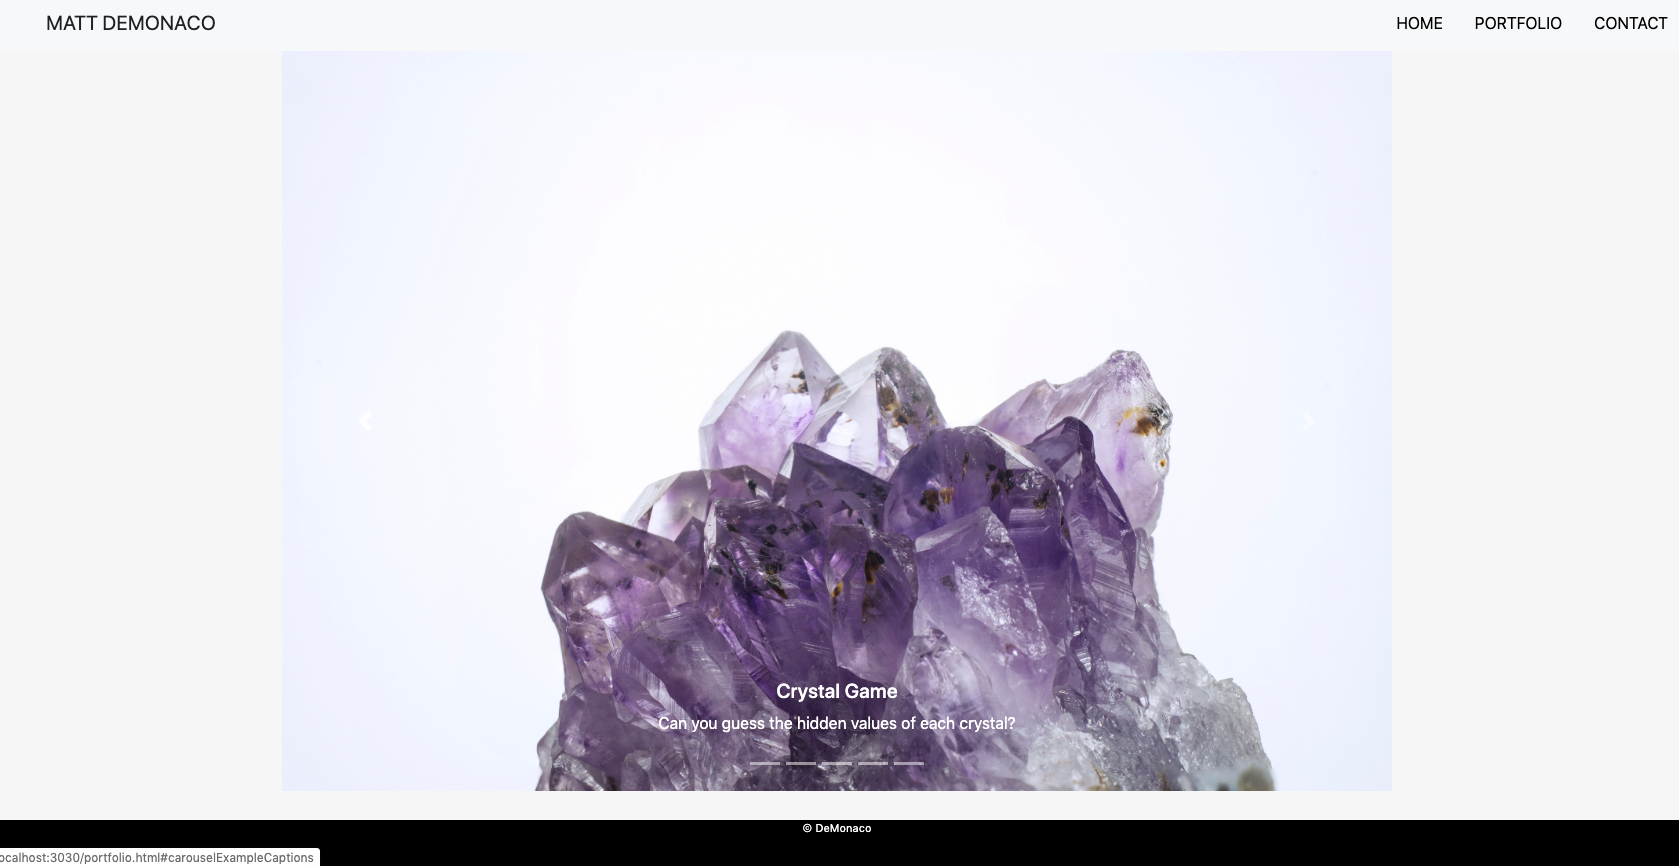 MATT DEMONACO
HOME PORTFOLIO CONTACT
Crystal Game
Can you guess the hidden values of each crystal?
© DeMonaco
ocalhost:3030/portfolio.html#carouselExampleCaptions